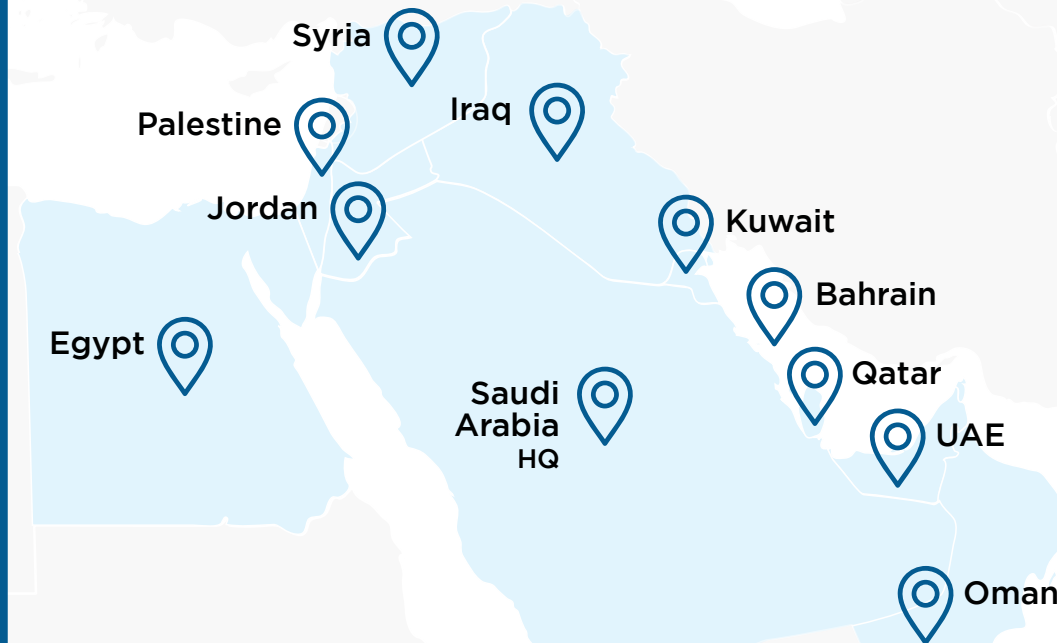 Syria
Iraq
Palestine
Jordan
Kuwait
Bahrain
Egypt
Qatar
Saudi
Arabia
HQ
UAE
Oman